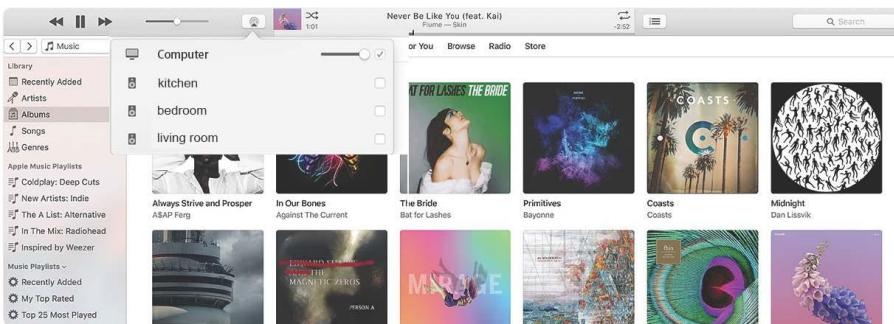 Never Be Like You (feat. Kai)
Flume — Skin
1:01
-2:52
Search
Music
or You Browse Radio Store
Computer
kitchen
bedroom
living room
Library
Recently Added
Artists
Albums
Songs
Genres
Apple Music Playlists
Coldplay: Deep Cuts
New Artists: Indie
The A List: Alternative
In The Mix: Radiohead
Inspired by Weezer
Music Playlists
Recently Added
My Top Rated
Top 25 Most Played
BAT FOR LASHES THE BRIDE
COASTS
Always Strive and Prosper
A$AP Ferg
In Our Bones
Against The Current
The Bride
Bat for Lashes
Primitives
Bayonne
Coasts
Coasts
Midnight
Dan Lissvik
EDWARD SHARPE
AND THE
MAGNETIC ZEROS
PERSON A
MIRAGE